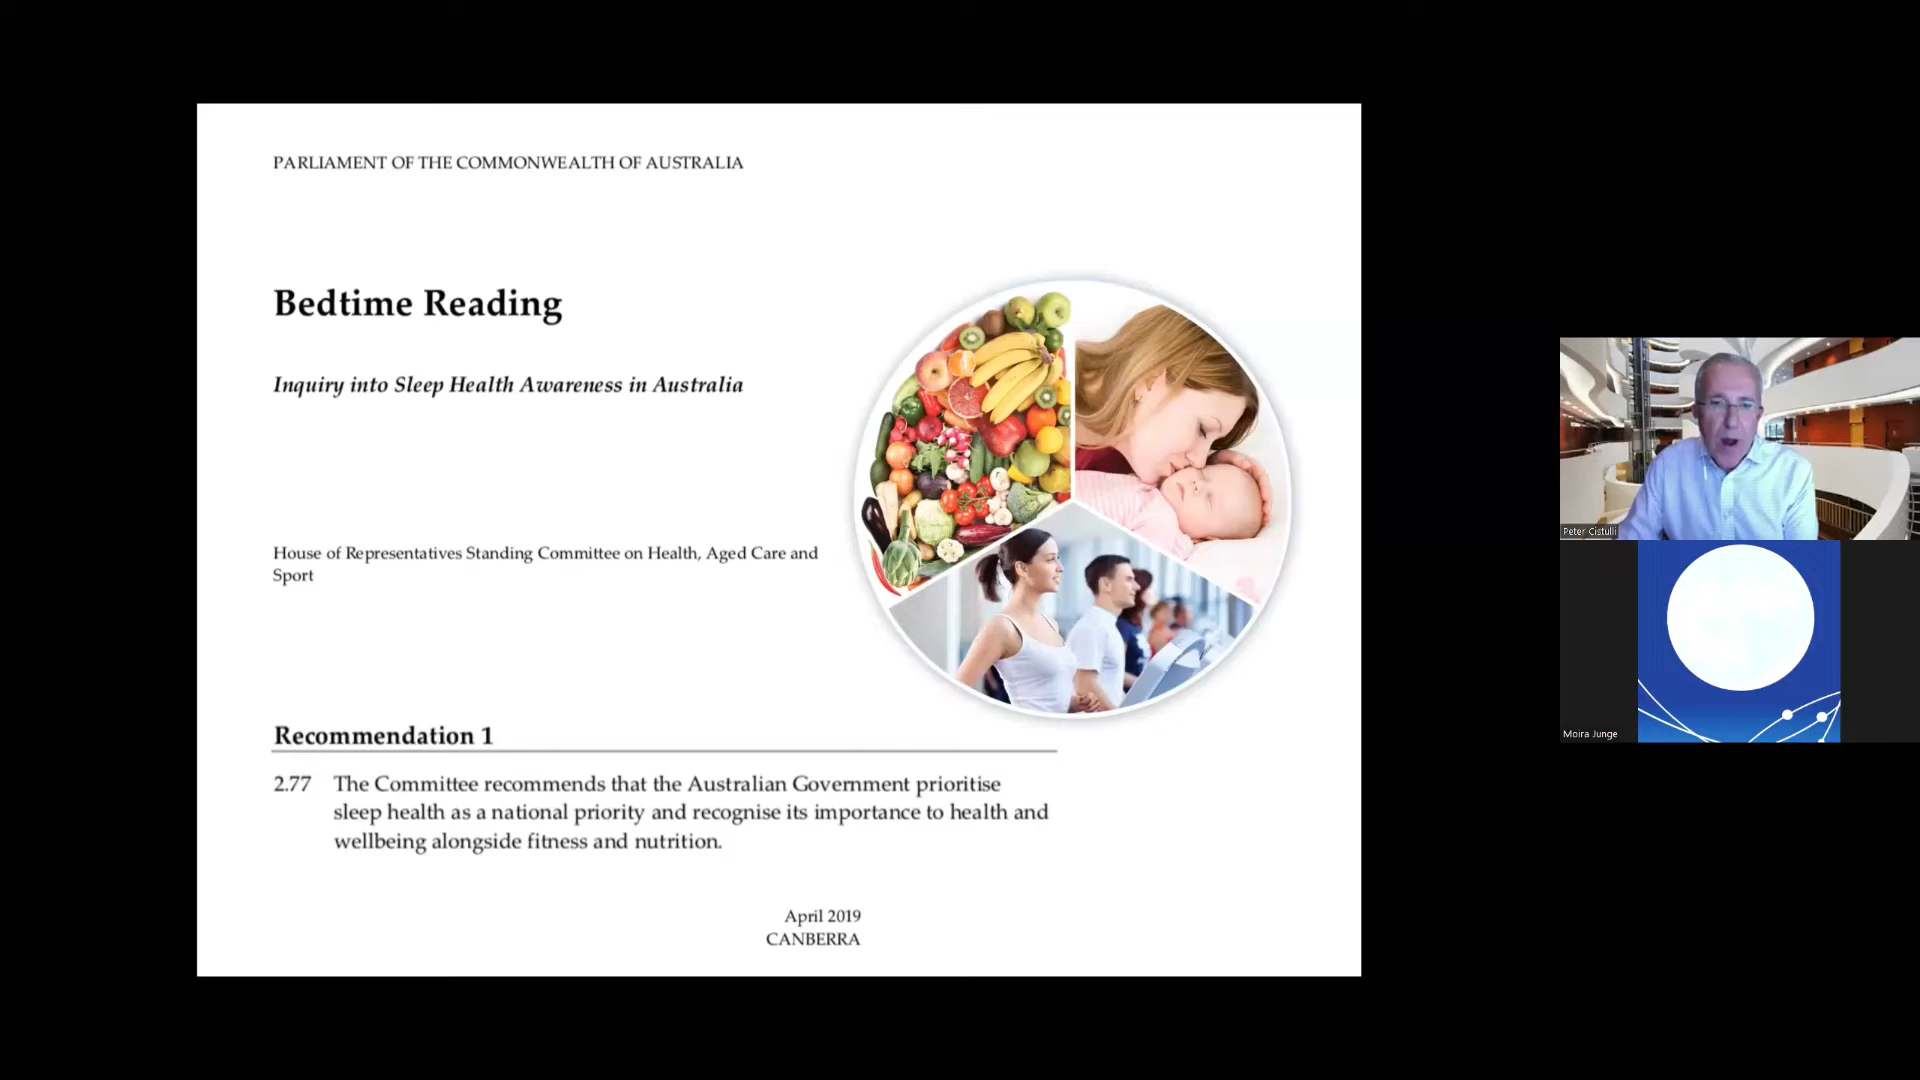 PARLIAMENT OF THE COMMONWEALTH OF AUSTRALIA
Bedtime Reading
Inquiry into Sleep Health Awareness in Australia
House of Representatives Standing Committee on Health, Aged Care and
Sport
Recommendation 1
2.77 The Committee recommends that the Australian Government prioritise
sleep health as a national priority and recognise its importance to health and
wellbeing alongside fitness and nutrition.
April 2019
CANBERRA
Peter Cistulli
Moira Junge